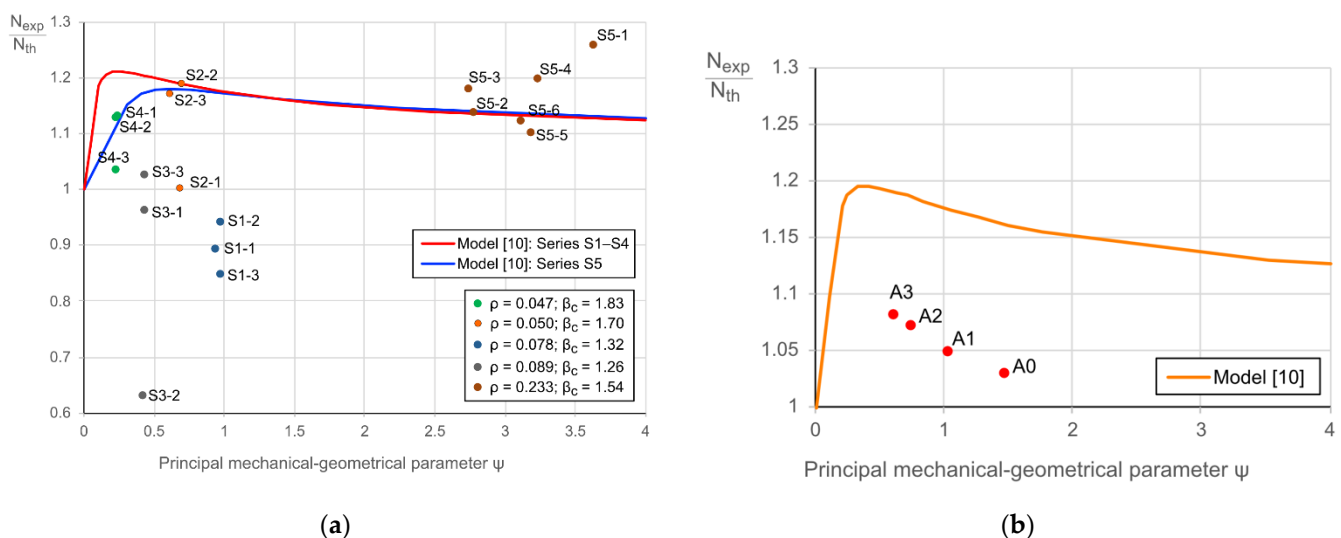 N_exp
N_th
1.3
1.2
1.1
1
0.9
0.8
0.7
0.6
0
0.5
1
1.5
2
2.5
3
3.5
4
S5-1
S5-4
S5-3
S2-2
S2-3
S5-2
S5-6
S5-5
S4-1
S4-2
S4-3
S3-3
S2-1
S3-1
S1-2
S1-1
S1-3
S3-2
Model [10]: Series S1–S4
Model [10]: Series S5
ρ = 0.047; β_c = 1.83
ρ = 0.050; β_c = 1.70
ρ = 0.078; β_c = 1.32
ρ = 0.089; β_c = 1.26
ρ = 0.233; β_c = 1.54
Principal mechanical-geometrical parameter ψ
(a)
N_exp
N_th
1.3
1.25
1.2
1.15
1.1
1.05
1
0
1
2
3
4
A3
A2
A1
A0
Model [10]
Principal mechanical-geometrical parameter ψ
(b)